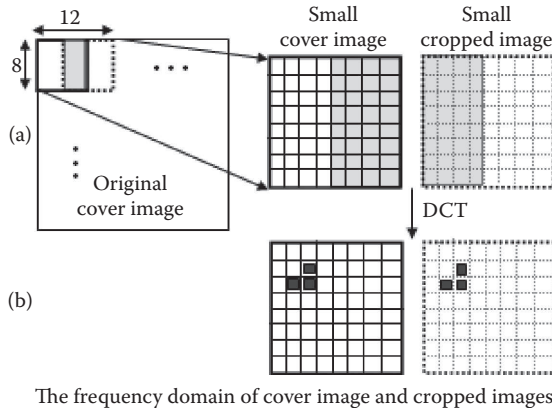 12
Small
cover image
Small
cropped image
8
(a)
Original
cover image
DCT
(b)
The frequency domain of cover image and cropped images